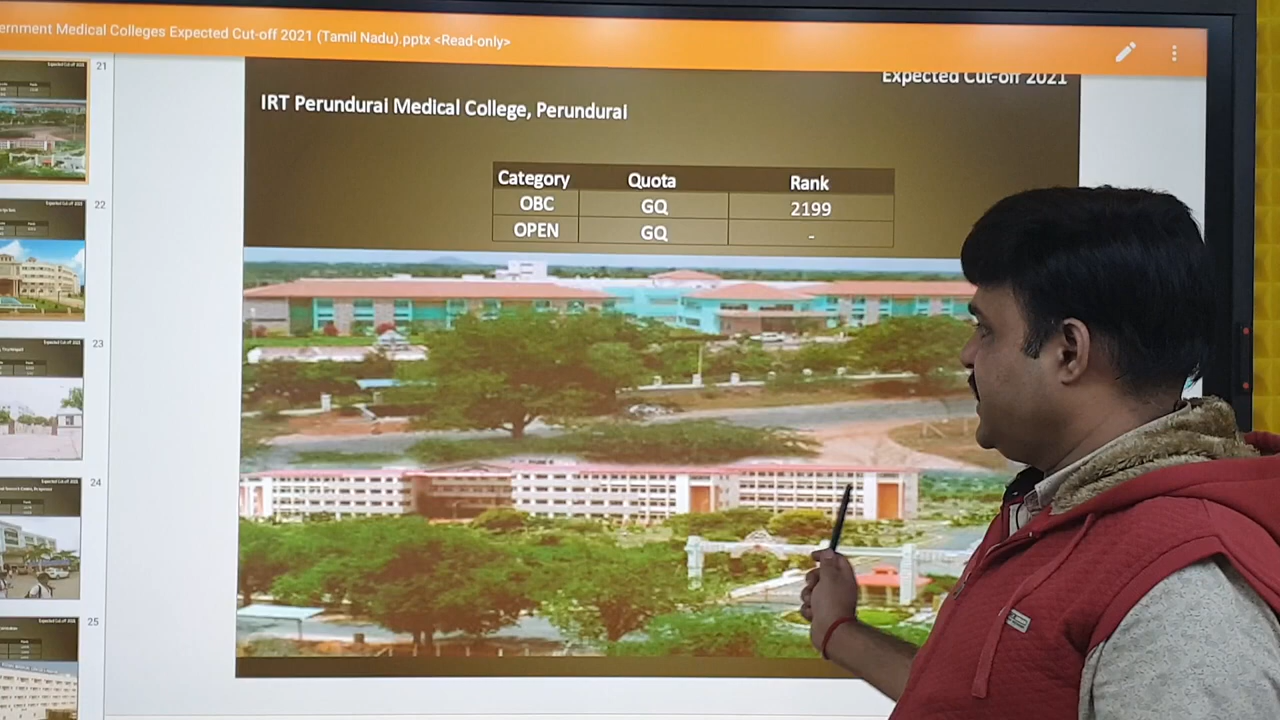 ernment Medical Colleges Expected Cut-off 2021 (Tamil Nadu).pptx <Read-only>
Expected Cut-off 2021
IRT Perundurai Medical College, Perundurai
Category Quota Rank
OBC GQ 2199
OPEN GQ -
21
22
23
24
25